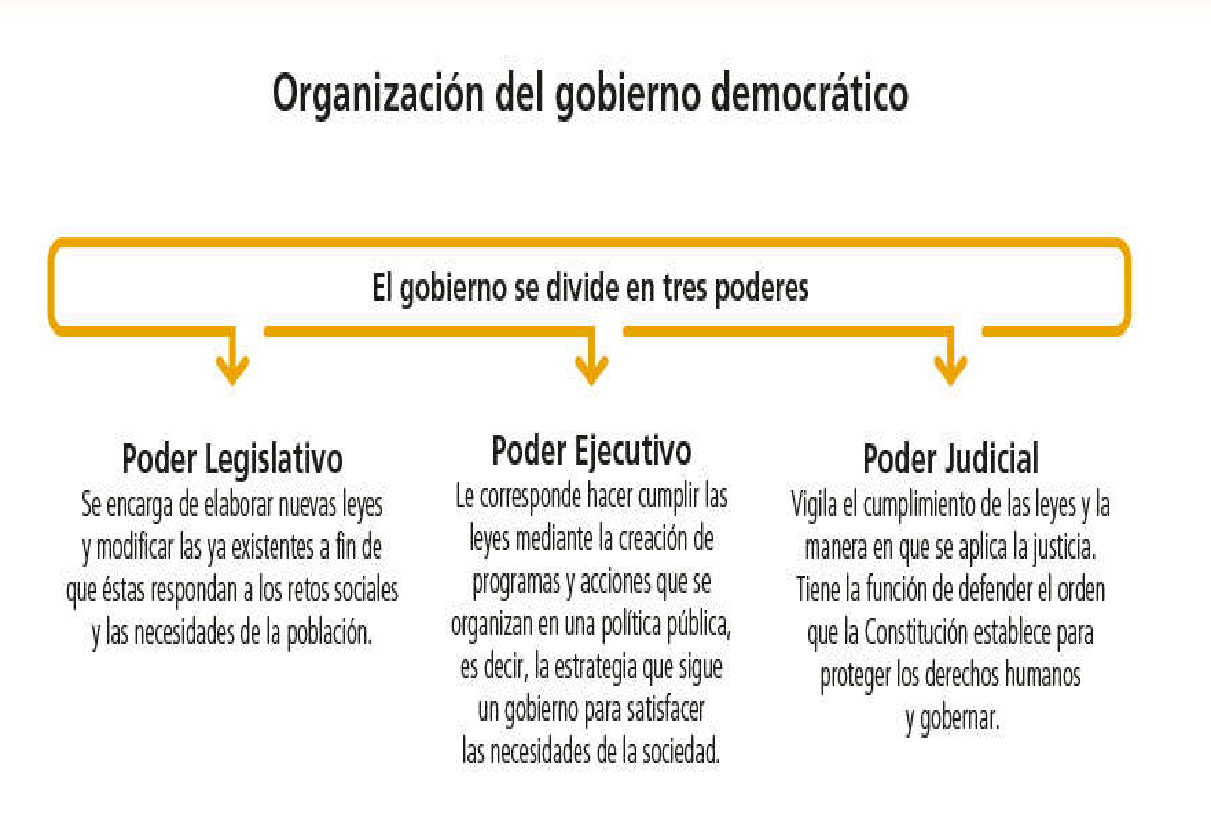 Organización del gobierno democrático
El gobierno se divide en tres poderes
Poder Legislativo
Se encarga de elaborar nuevas leyes
y modificar las ya existentes a fin de
que éstas respondan a los retos sociales
y las necesidades de la población.
Poder Ejecutivo
Le corresponde hacer cumplir las
leyes mediante la creación de
programas y acciones que se
organizan en una política pública,
es decir, la estrategia que sigue
un gobierno para satisfacer
las necesidades de la sociedad.
Poder Judicial
Vigila el cumplimiento de las leyes y la
manera en que se aplica la justicia.
Tiene la función de defender el orden
que la Constitución establece para
proteger los derechos humanos
y gobernar.